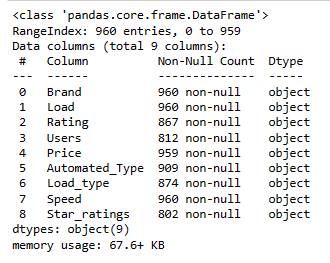 <class 'pandas.core.frame.DataFrame'>
RangeIndex: 960 entries, 0 to 959
Data columns (total 9 columns):
 #   Column          Non-Null Count  Dtype
---  ------          --------------  -----
 0   Brand           960 non-null    object
 1   Load            960 non-null    object
 2   Rating          867 non-null    object
 3   Users           812 non-null    object
 4   Price           959 non-null    object
 5   Automated_Type  909 non-null    object
 6   Load_type       874 non-null    object
 7   Speed           960 non-null    object
 8   Star_ratings    802 non-null    object
dtypes: object(9)
memory usage: 67.6+ KB